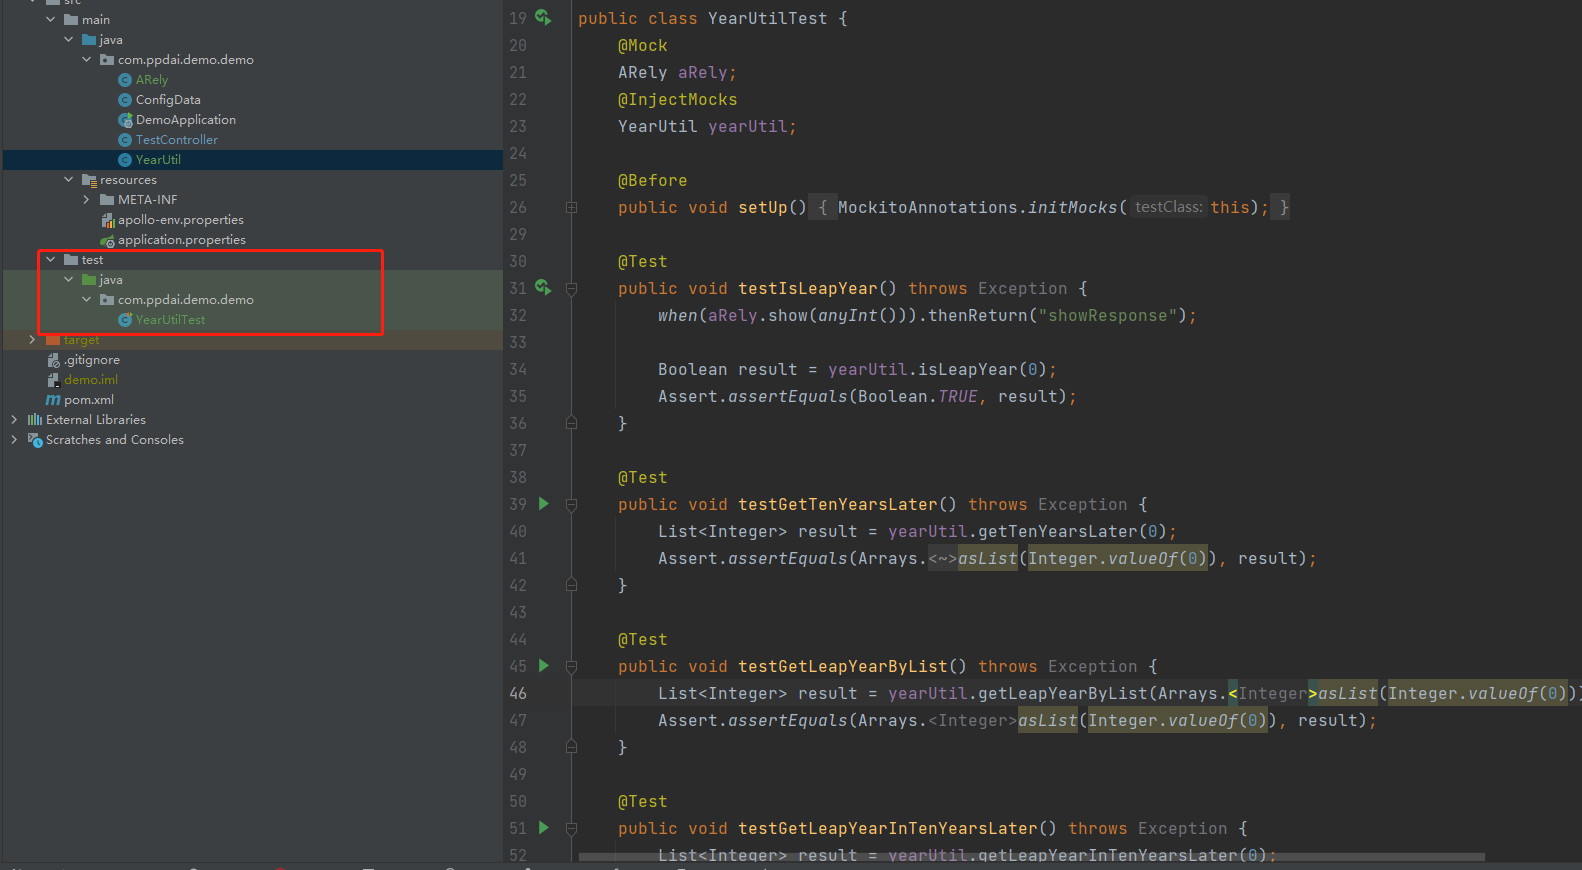 src
main
java
com.ppdai.demo.demo
ARely
ConfigData
DemoApplication
TestController
YearUtil
resources
META-INF
apollo-env.properties
application.properties
test
java
com.ppdai.demo.demo
YearUtilTest
target
.gitignore
demo.iml
pom.xml
External Libraries
Scratches and Consoles
19 public class YearUtilTest {
20 @Mock
21 ARely aRely;
22 @InjectMocks
23 YearUtil yearUtil;
24
25 @Before
26 public void setUp() { MockitoAnnotations.initMocks( testClass: this); }
29
30 @Test
31 public void testIsLeapYear() throws Exception {
32 when(aRely.show(anyInt())).thenReturn("showResponse");
33
34 Boolean result = yearUtil.isLeapYear(0);
35 Assert.assertEquals(Boolean.TRUE, result);
36 }
37
38 @Test
39 public void testGetTenYearsLater() throws Exception {
40 List<Integer> result = yearUtil.getTenYearsLater(0);
41 Assert.assertEquals(Arrays.<~>asList(Integer.valueOf(0)), result);
42 }
43
44 @Test
45 public void testGetLeapYearByList() throws Exception {
46 List<Integer> result = yearUtil.getLeapYearByList(Arrays.<Integer>asList(Integer.valueOf(0)))
47 Assert.assertEquals(Arrays.<Integer>asList(Integer.valueOf(0)), result);
48 }
49
50 @Test
51 public void testGetLeapYearInTenYearsLater() throws Exception {
52 List<Integer> result = yearUtil.getLeapYearInTenYearsLater(0);